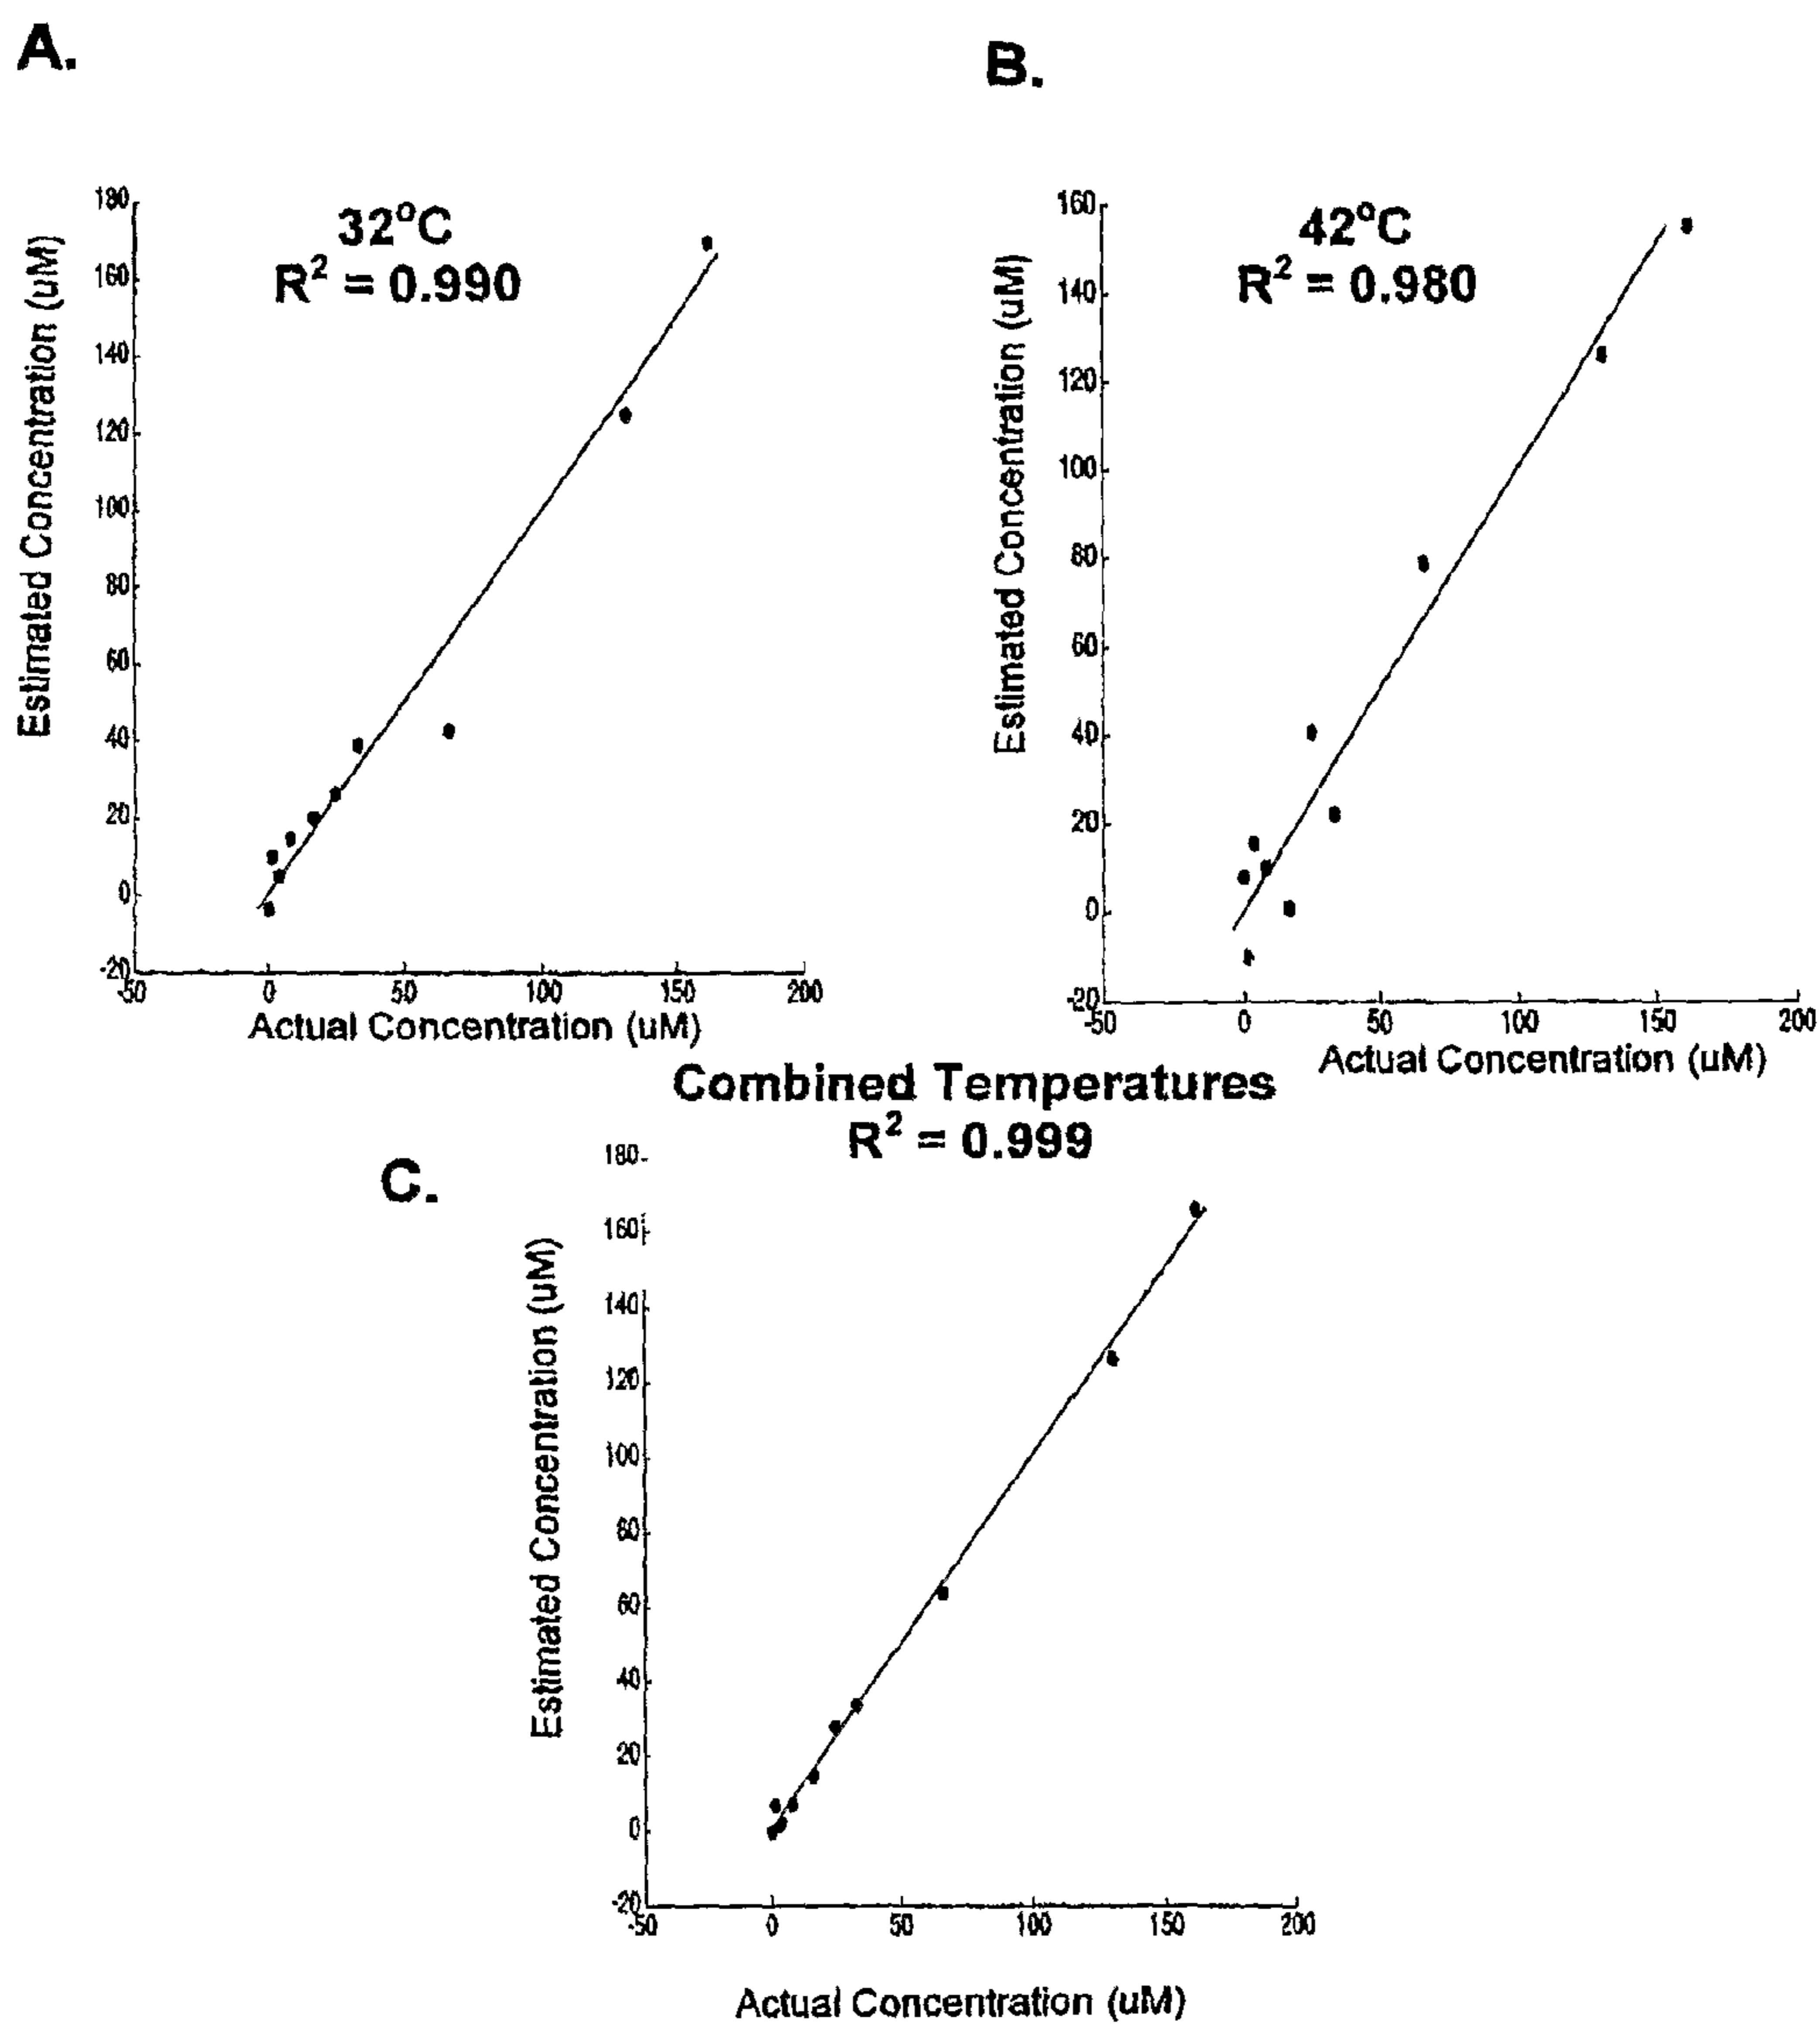 A.
B.
32°C
R² = 0.990
180
160
140
120
100
80
60
40
20
0
-20
-50 0 50 100 150 200
Estimated Concentration (uM)
Actual Concentration (uM)
42°C
R² = 0.980
160
140
120
100
80
60
40
20
0
-20
-50 0 50 100 150 200
Estimated Concentration (uM)
Actual Concentration (uM)
Combined Temperatures
R² = 0.999
C.
180
160
140
120
100
80
60
40
20
0
-20
-50 0 50 100 150 200
Estimated Concentration (uM)
Actual Concentration (uM)